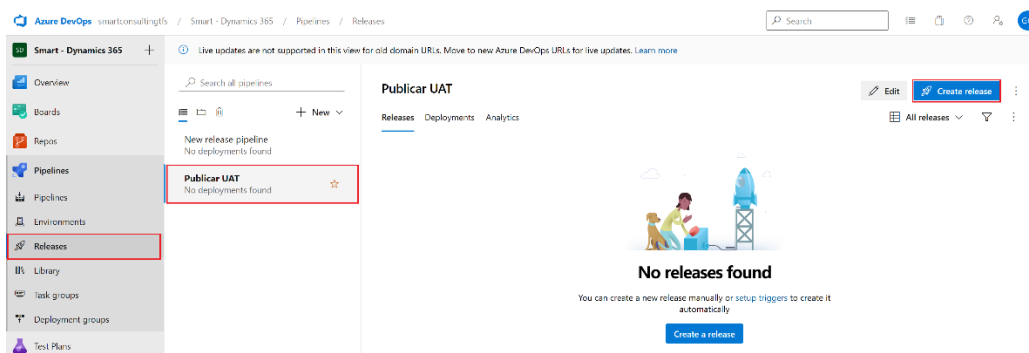 Azure DevOps smartconsultingtfs / Smart - Dynamics 365 / Pipelines / Releases
Search
SD Smart - Dynamics 365
Live updates are not supported in this view for old domain URLs. Move to new Azure DevOps URLs for live updates. Learn more
Overview
Boards
Repos
Pipelines
Pipelines
Environments
Releases
Library
Task groups
Deployment groups
Test Plans
Search all pipelines
New
New release pipeline
No deployments found
Publicar UAT
No deployments found
Publicar UAT
Edit
Create release
Releases Deployments Analytics
All releases
No releases found
You can create a new release manually or setup triggers to create it
automatically
Create a release